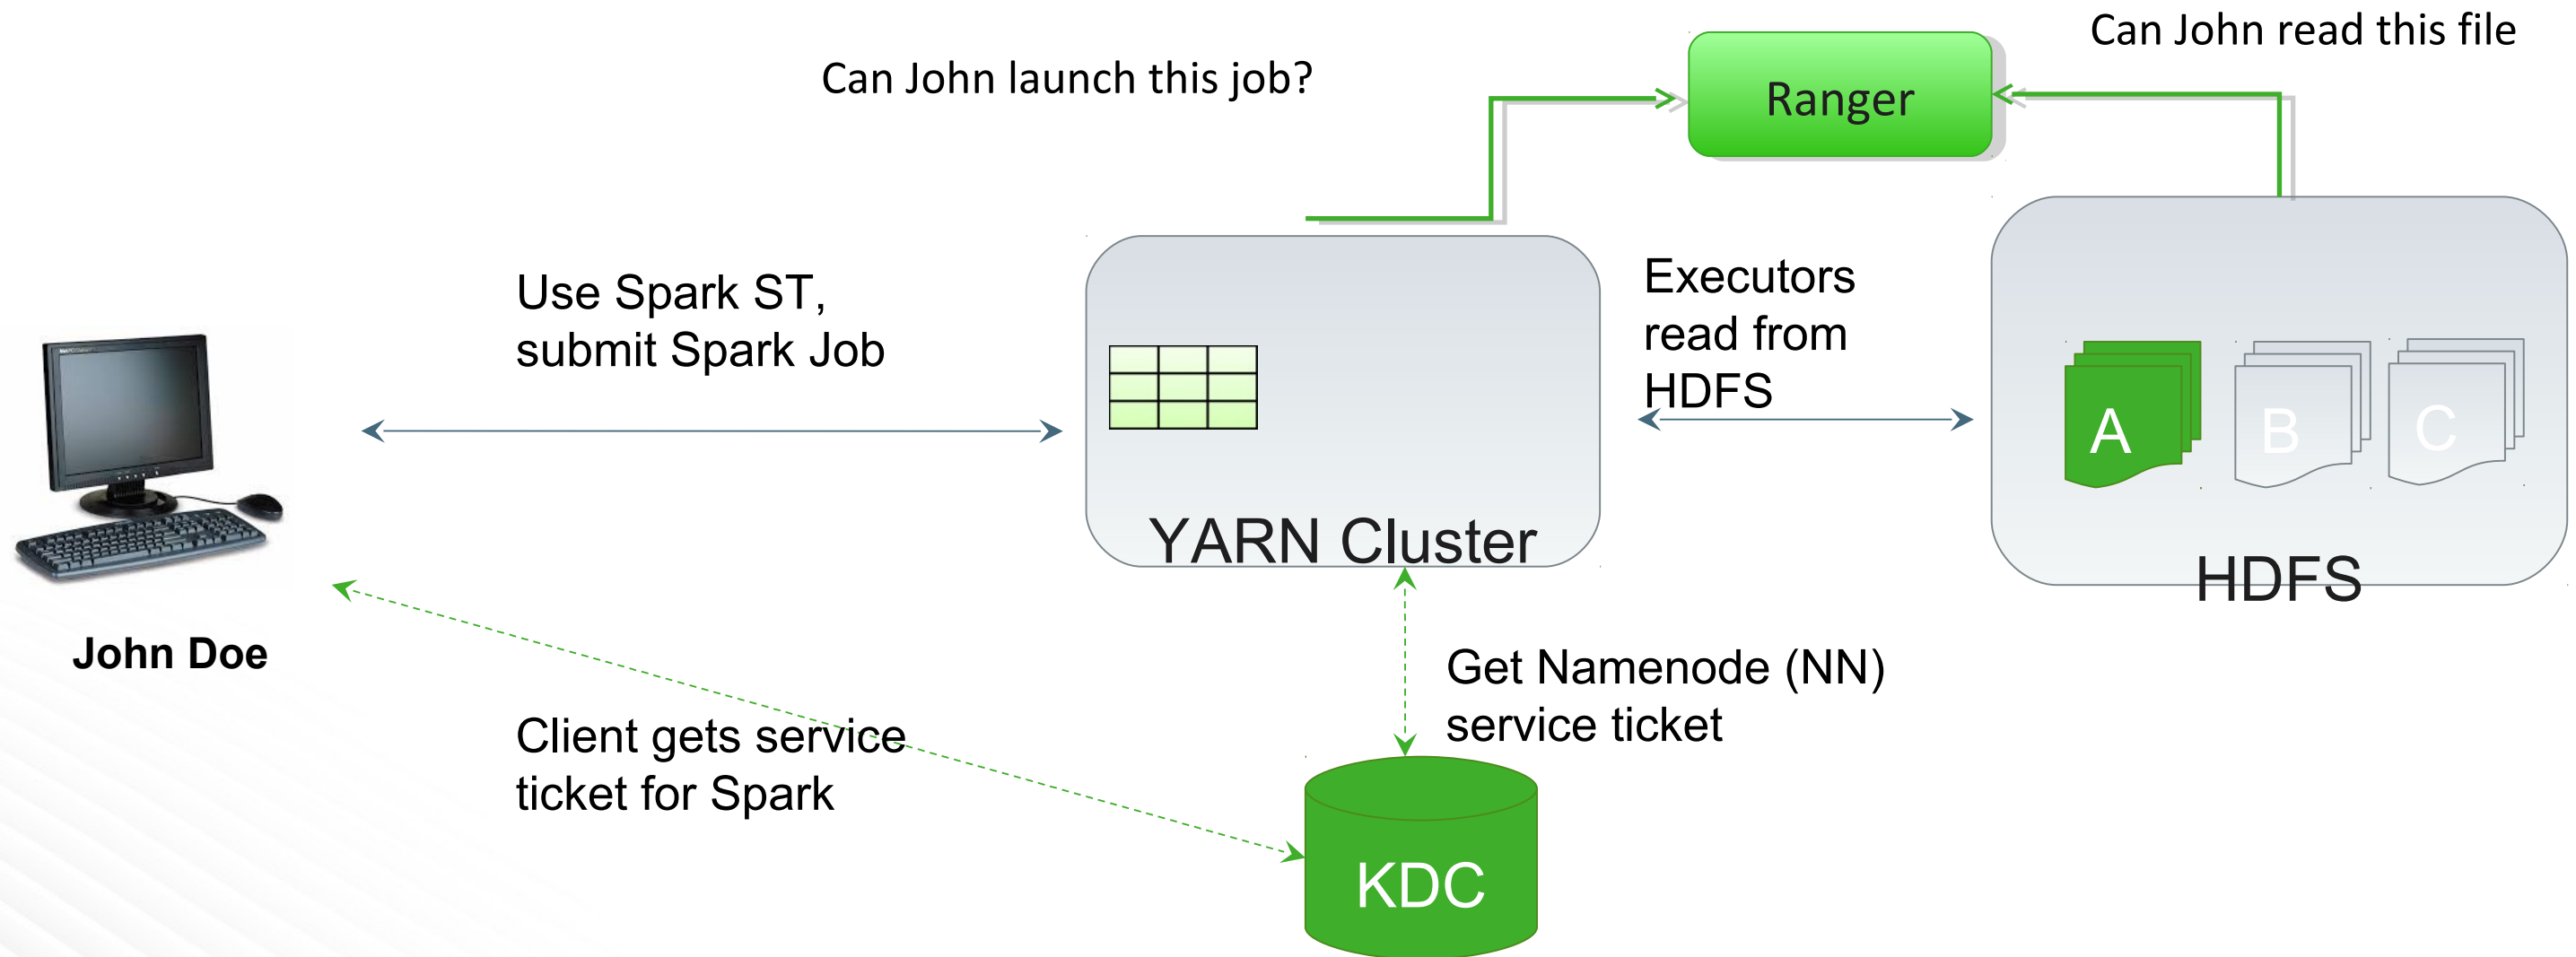 Can John read this file
Can John launch this job?
Ranger
Use Spark ST,
submit Spark Job
Executors
read from
HDFS
A
B
C
YARN Cluster
HDFS
John Doe
Get Namenode (NN)
service ticket
Client gets service
ticket for Spark
KDC